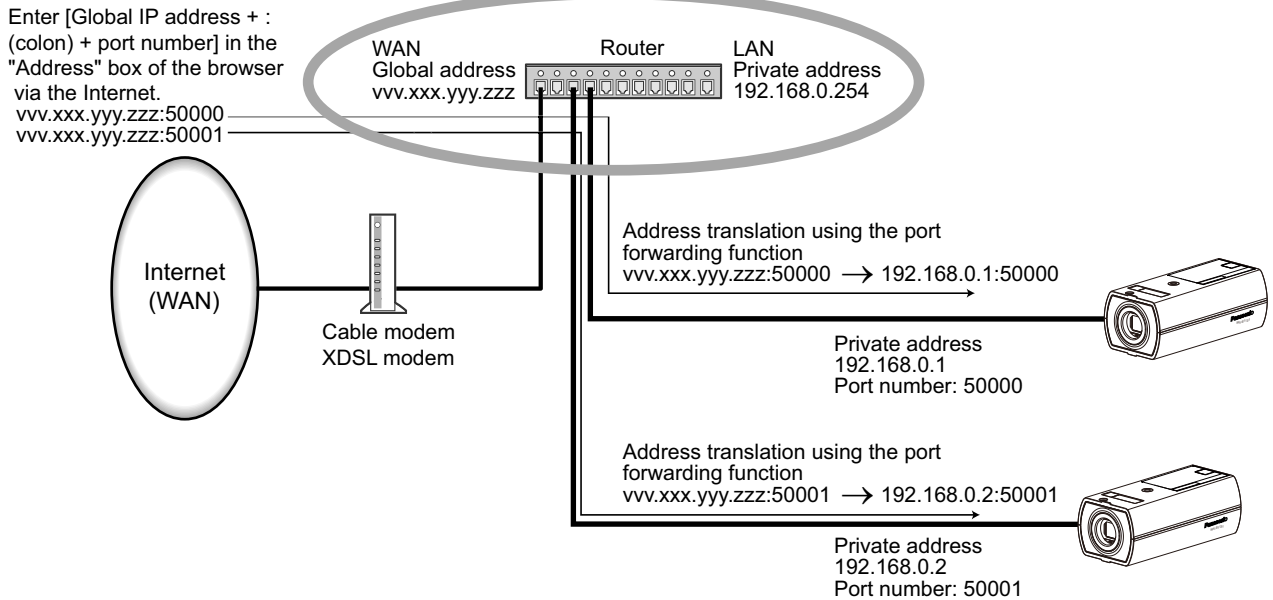 Enter [Global IP address + :
(colon) + port number] in the
"Address" box of the browser
via the Internet.
vvv.xxx.yyy.zzz:50000
vvv.xxx.yyy.zzz:50001
WAN
Global address
vvv.xxx.yyy.zzz
Router
LAN
Private address
192.168.0.254
Internet
(WAN)
Cable modem
XDSL modem
Address translation using the port
forwarding function
vvv.xxx.yyy.zzz:50000 → 192.168.0.1:50000
Panasonic
Private address
192.168.0.1
Port number: 50000
Address translation using the port
forwarding function
vvv.xxx.yyy.zzz:50001 → 192.168.0.2:50001
Panasonic
Private address
192.168.0.2
Port number: 50001